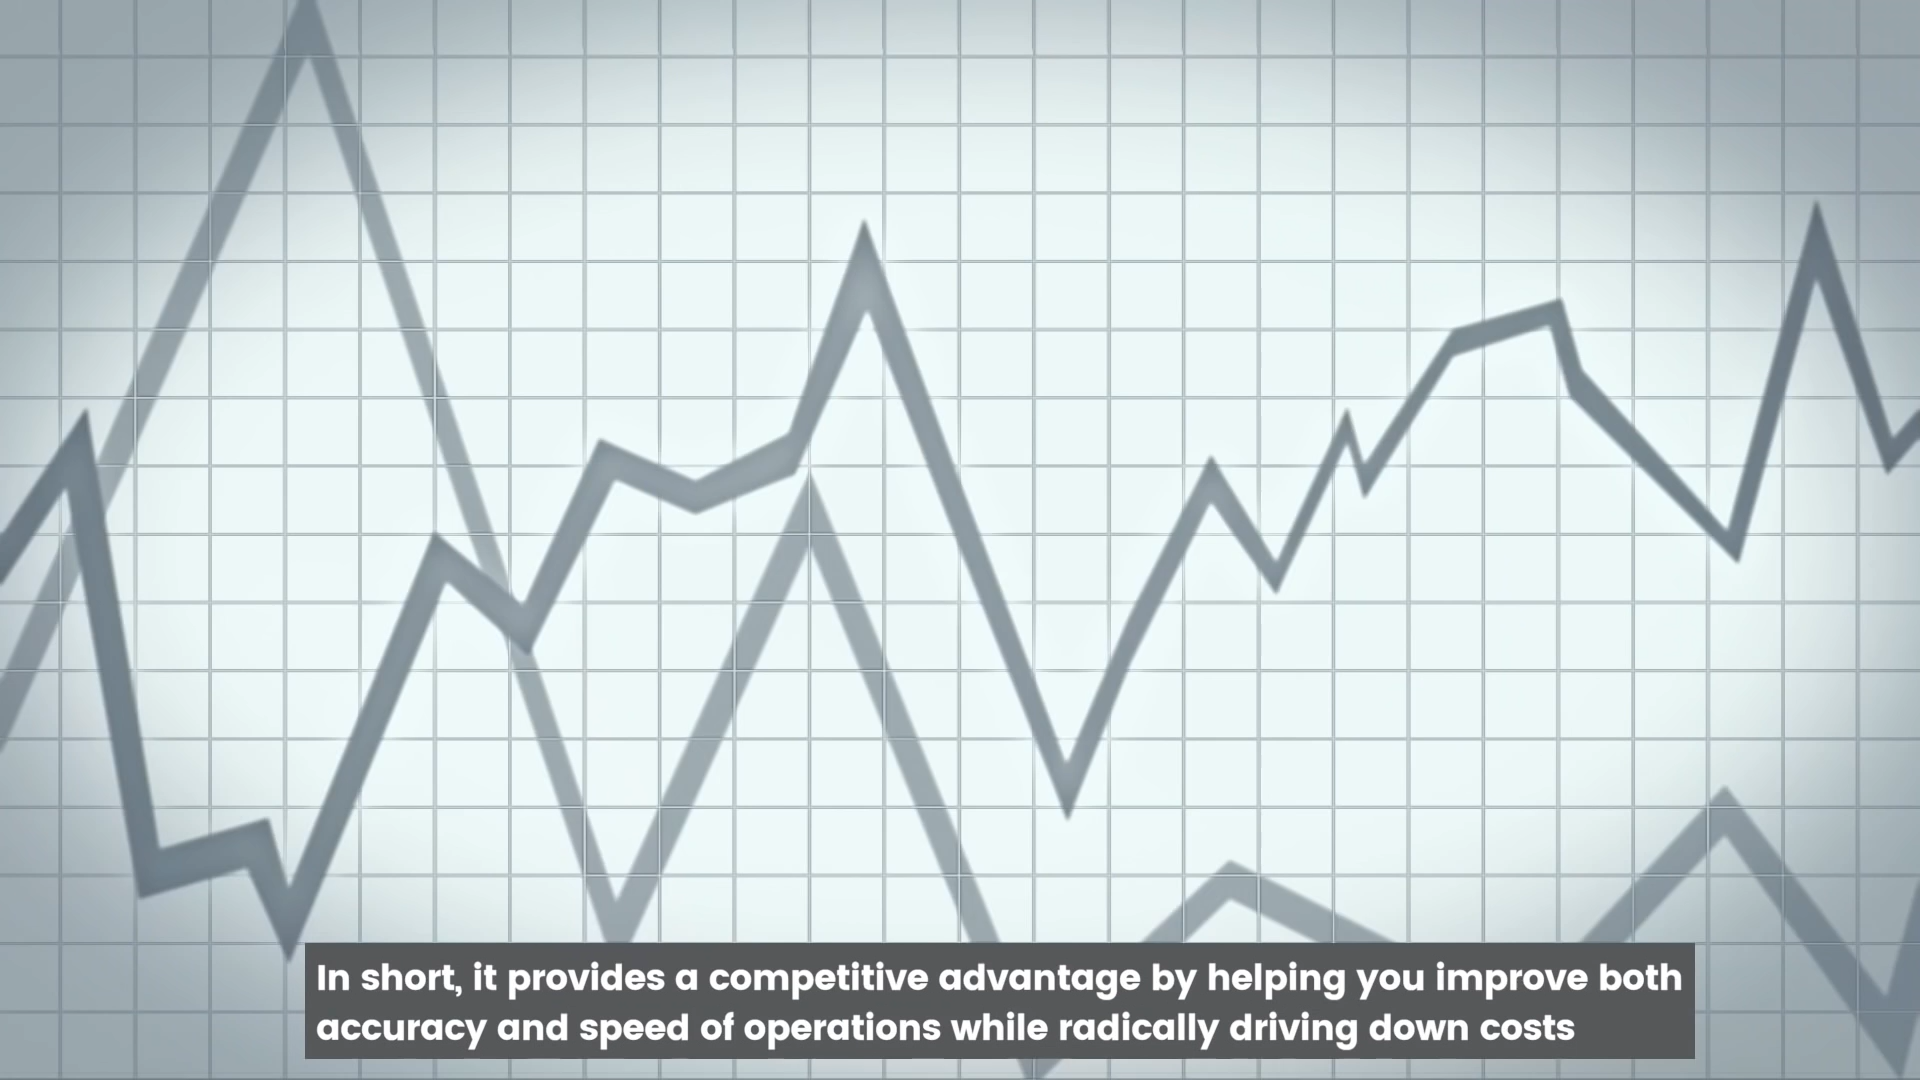 In short, it provides a competitive advantage by helping you improve both
accuracy and speed of operations while radically driving down costs